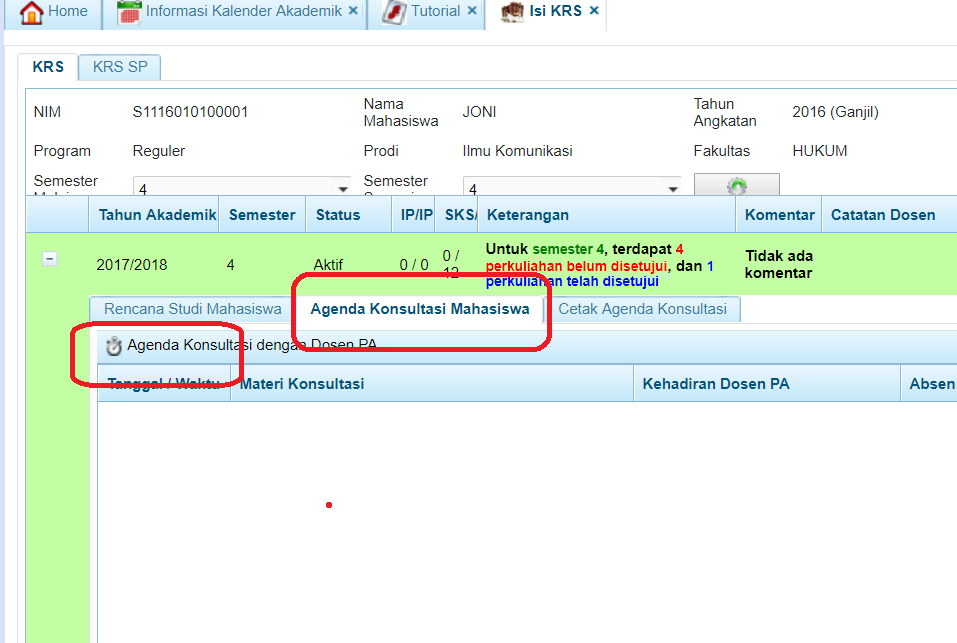 Home Informasi Kalender Akademik Tutorial Isi KRS
KRS KRS SP
NIM S1116010100001 Nama Mahasiswa JONI Tahun Angkatan 2016 (Ganjil)
Program Reguler Prodi Ilmu Komunikasi Fakultas HUKUM
Semester 4 Semester 4
Tahun Akademik Semester Status IP/IP SKS/ Keterangan Komentar Catatan Dosen
2017/2018 4 Aktif 0 / 0 0 / 12 Untuk semester 4, terdapat 4 perkuliahan belum disetujui, dan 1 perkuliahan telah disetujui Tidak ada komentar
Rencana Studi Mahasiswa Agenda Konsultasi Mahasiswa Cetak Agenda Konsultasi
Agenda Konsultasi dengan Dosen PA
Tanggal / Waktu Materi Konsultasi Kehadiran Dosen PA Absen